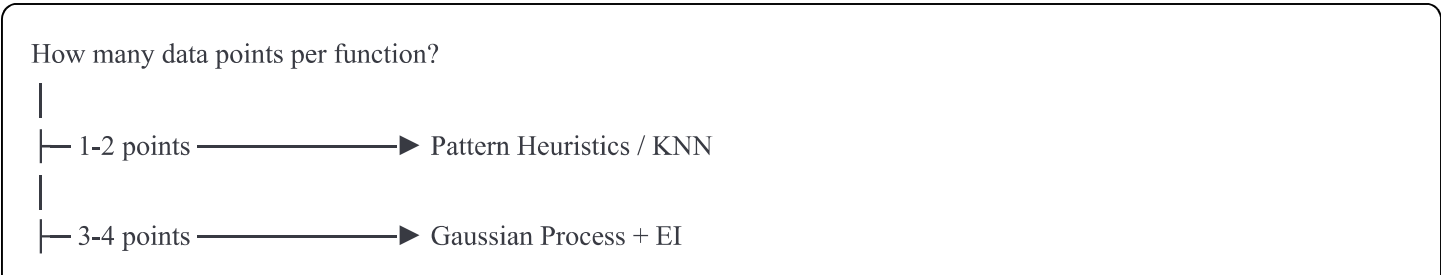 How many data points per function?
│
├─ 1-2 points ─────────► Pattern Heuristics / KNN
│
├─ 3-4 points ─────────► Gaussian Process + EI